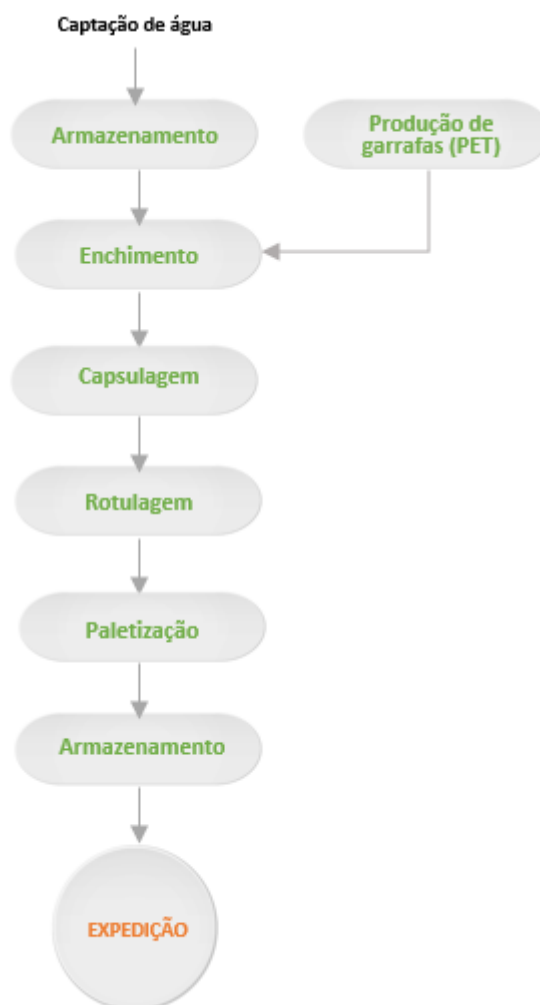 Captação de água
Armazenamento
Produção de
garrafas (PET)
Enchimento
Capsulagem
Rotulagem
Paletização
Armazenamento
EXPEDIÇÃO